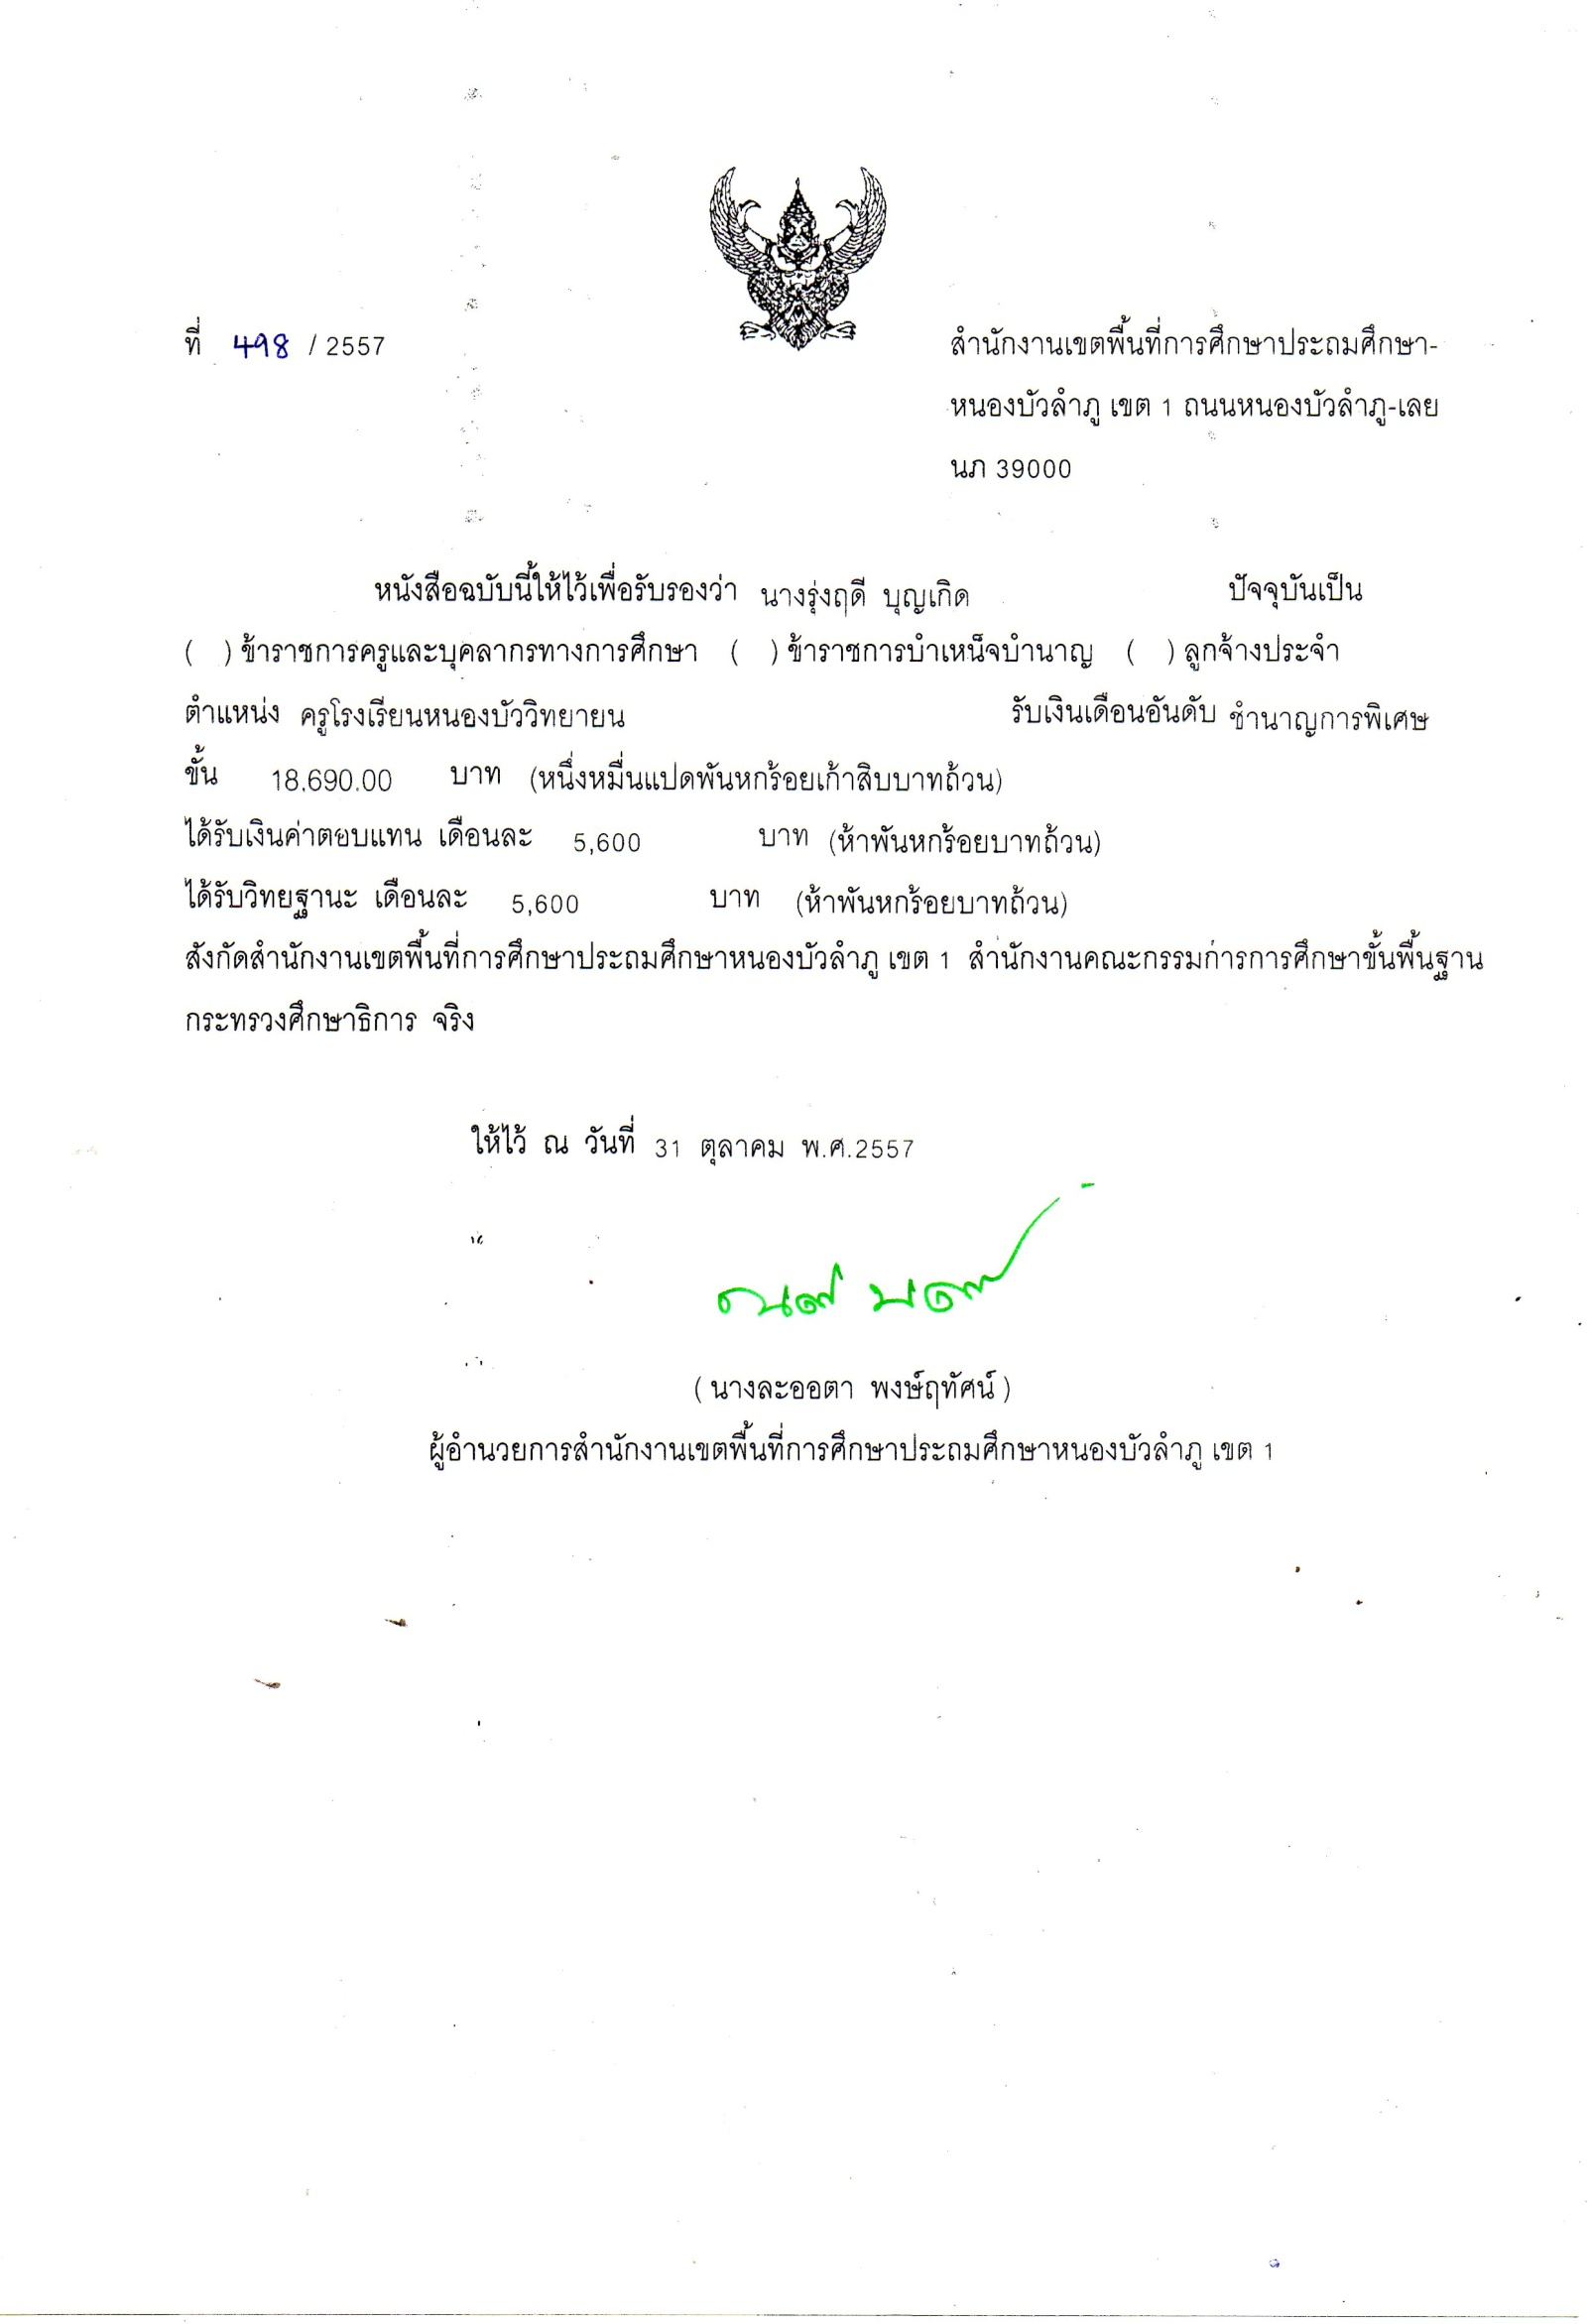 ที่ 498 / 2557
สำนักงานเขตพื้นที่การศึกษาประถมศึกษา-
หนองบัวลำภู เขต 1 ถนนหนองบัวลำภู-เลย
นภ 39000
หนังสือฉบับนี้ให้ไว้เพื่อรับรองว่า นางรุ่งฤดี บุญเกิด ปัจจุบันเป็น
( ) ข้าราชการครูและบุคลากรทางการศึกษา ( ) ข้าราชการบำเหน็จบำนาญ ( ) ลูกจ้างประจำ
ตำแหน่ง ครูโรงเรียนหนองบัววิทยายน รับเงินเดือนอันดับ ชำนาญการพิเศษ
ขั้น 18,690.00 บาท (หนึ่งหมื่นแปดพันหกร้อยเก้าสิบบาทถ้วน)
ได้รับเงินค่าตอบแทน เดือนละ 5,600 บาท (ห้าพันหกร้อยบาทถ้วน)
ได้รับวิทยฐานะ เดือนละ 5,600 บาท (ห้าพันหกร้อยบาทถ้วน)
สังกัดสำนักงานเขตพื้นที่การศึกษาประถมศึกษาหนองบัวลำภู เขต 1 สำนักงานคณะกรรมการการศึกษาขั้นพื้นฐาน
กระทรวงศึกษาธิการ จริง
ให้ไว้ ณ วันที่ 31 ตุลาคม พ.ศ.2557
( นางละออตา พงษ์ฤทัศน์ )
ผู้อำนวยการสำนักงานเขตพื้นที่การศึกษาประถมศึกษาหนองบัวลำภู เขต 1